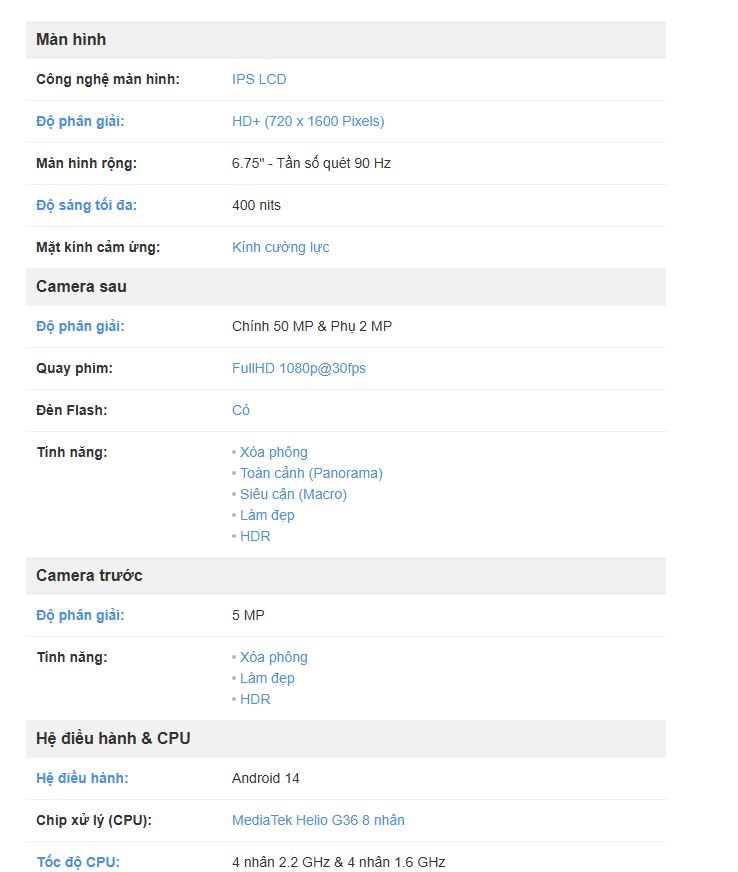 Màn hình
Công nghệ màn hình: IPS LCD
Độ phân giải: HD+ (720 x 1600 Pixels)
Màn hình rộng: 6.75" - Tần số quét 90 Hz
Độ sáng tối đa: 400 nits
Mặt kính cảm ứng: Kính cường lực
Camera sau
Độ phân giải: Chính 50 MP & Phụ 2 MP
Quay phim: FullHD 1080p@30fps
Đèn Flash: Có
Tính năng: • Xóa phông
• Toàn cảnh (Panorama)
• Siêu cận (Macro)
• Làm đẹp
• HDR
Camera trước
Độ phân giải: 5 MP
Tính năng: • Xóa phông
• Làm đẹp
• HDR
Hệ điều hành & CPU
Hệ điều hành: Android 14
Chip xử lý (CPU): MediaTek Helio G36 8 nhân
Tốc độ CPU: 4 nhân 2.2 GHz & 4 nhân 1.6 GHz